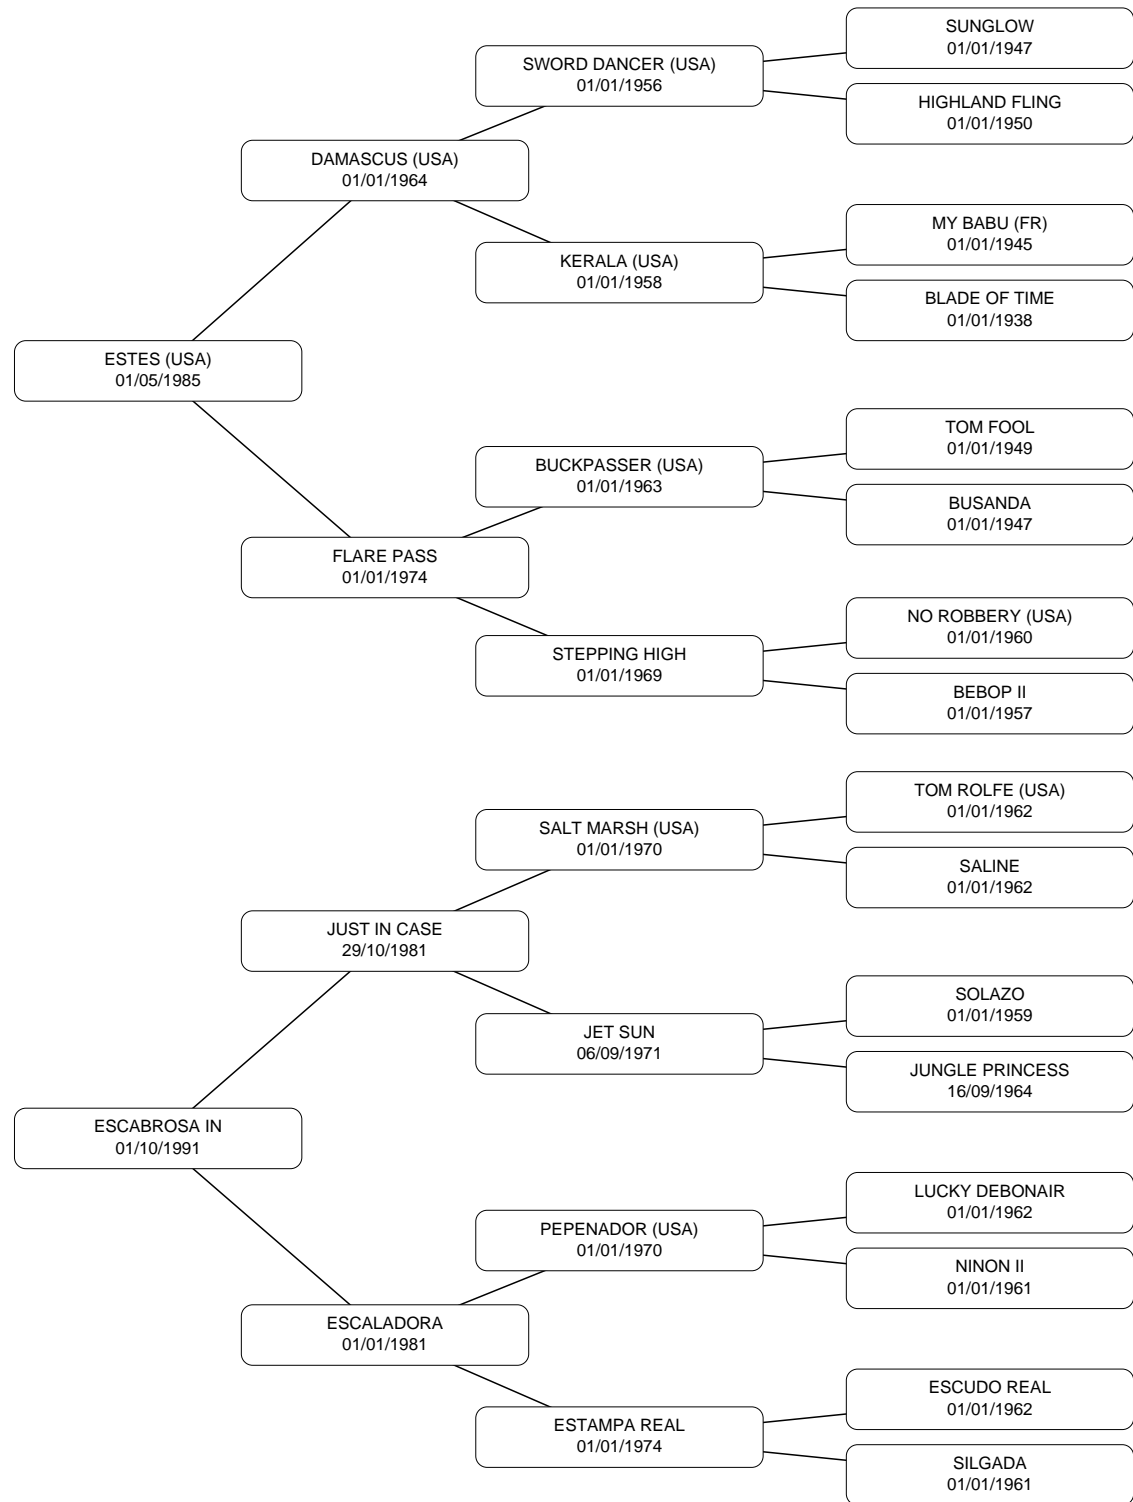 SUNGLOW
01/01/1947
SWORD DANCER (USA)
01/01/1956
HIGHLAND FLING
01/01/1950
DAMASCUS (USA)
01/01/1964
MY BABU (FR)
01/01/1945
KERALA (USA)
01/01/1958
BLADE OF TIME
01/01/1938
ESTES (USA)
01/05/1985
TOM FOOL
01/01/1949
BUCKPASSER (USA)
01/01/1963
BUSANDA
01/01/1947
FLARE PASS
01/01/1974
NO ROBBERY (USA)
01/01/1960
STEPPING HIGH
01/01/1969
BEBOP II
01/01/1957
TOM ROLFE (USA)
01/01/1962
SALT MARSH (USA)
01/01/1970
SALINE
01/01/1962
JUST IN CASE
29/10/1981
SOLAZO
01/01/1959
JET SUN
06/09/1971
JUNGLE PRINCESS
16/09/1964
ESCABROSA IN
01/10/1991
LUCKY DEBONAIR
01/01/1962
PEPENADOR (USA)
01/01/1970
NINON II
01/01/1961
ESCALADORA
01/01/1981
ESCUDO REAL
01/01/1962
ESTAMPA REAL
01/01/1974
SILGADA
01/01/1961